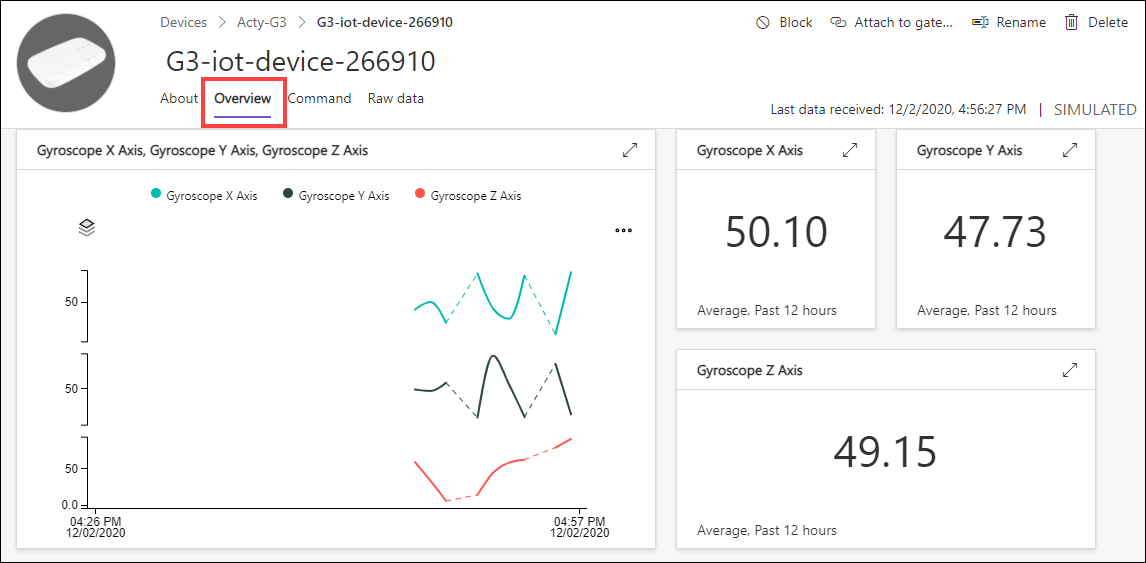 Devices > Acty-G3 > G3-iot-device-266910
Block
Attach to gate...
Rename
Delete
G3-iot-device-266910
About
Overview
Command
Raw data
Last data received: 12/2/2020, 4:56:27 PM | SIMULATED
Gyroscope X Axis, Gyroscope Y Axis, Gyroscope Z Axis
Gyroscope X Axis
Gyroscope Y Axis
Gyroscope Z Axis
50
50
50
0.0
04:26 PM
12/02/2020
04:57 PM
12/02/2020
Gyroscope X Axis
50.10
Average, Past 12 hours
Gyroscope Y Axis
47.73
Average, Past 12 hours
Gyroscope Z Axis
49.15
Average, Past 12 hours